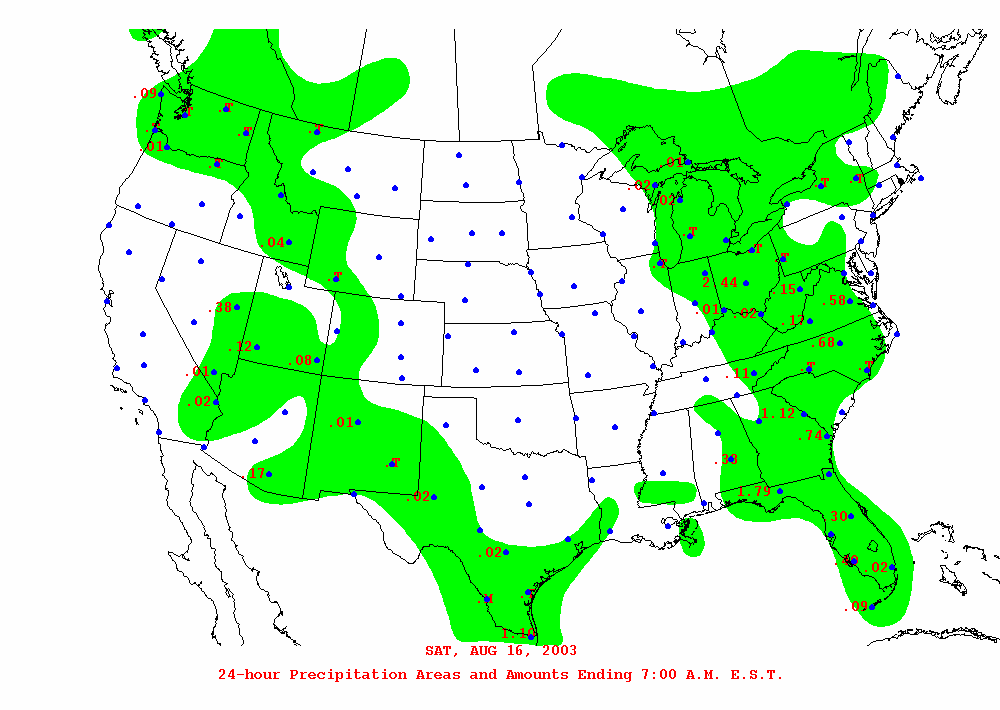 .09
.T
.T
.T
.T
.T
.01
.T
.01
.02
.02
.T
.T
.T
.T
.04
.T
.T
.T
2.44
.15
.38
.01
.02
.58
.17
.12
.68
.08
.01
.11
.T
.T
.02
1.12
.01
.74
.T
.38
.17
.02
1.79
.30
.02
.02
.M
.T
.09
1.16
SAT, AUG 16, 2003
24-hour Precipitation Areas and Amounts Ending 7:00 A.M. E.S.T.